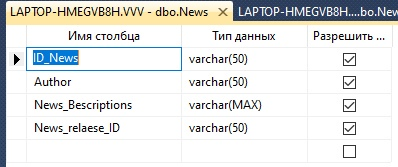 LAPTOP-HMEGVB8H.VVV - dbo.News LAPTOP-HMEGVB8H....bo.New
Имя столбца Тип данных Разрешить ...
ID_News varchar(50)
Author varchar(50)
News_Bescriptions varchar(MAX)
News_relaese_ID varchar(50)